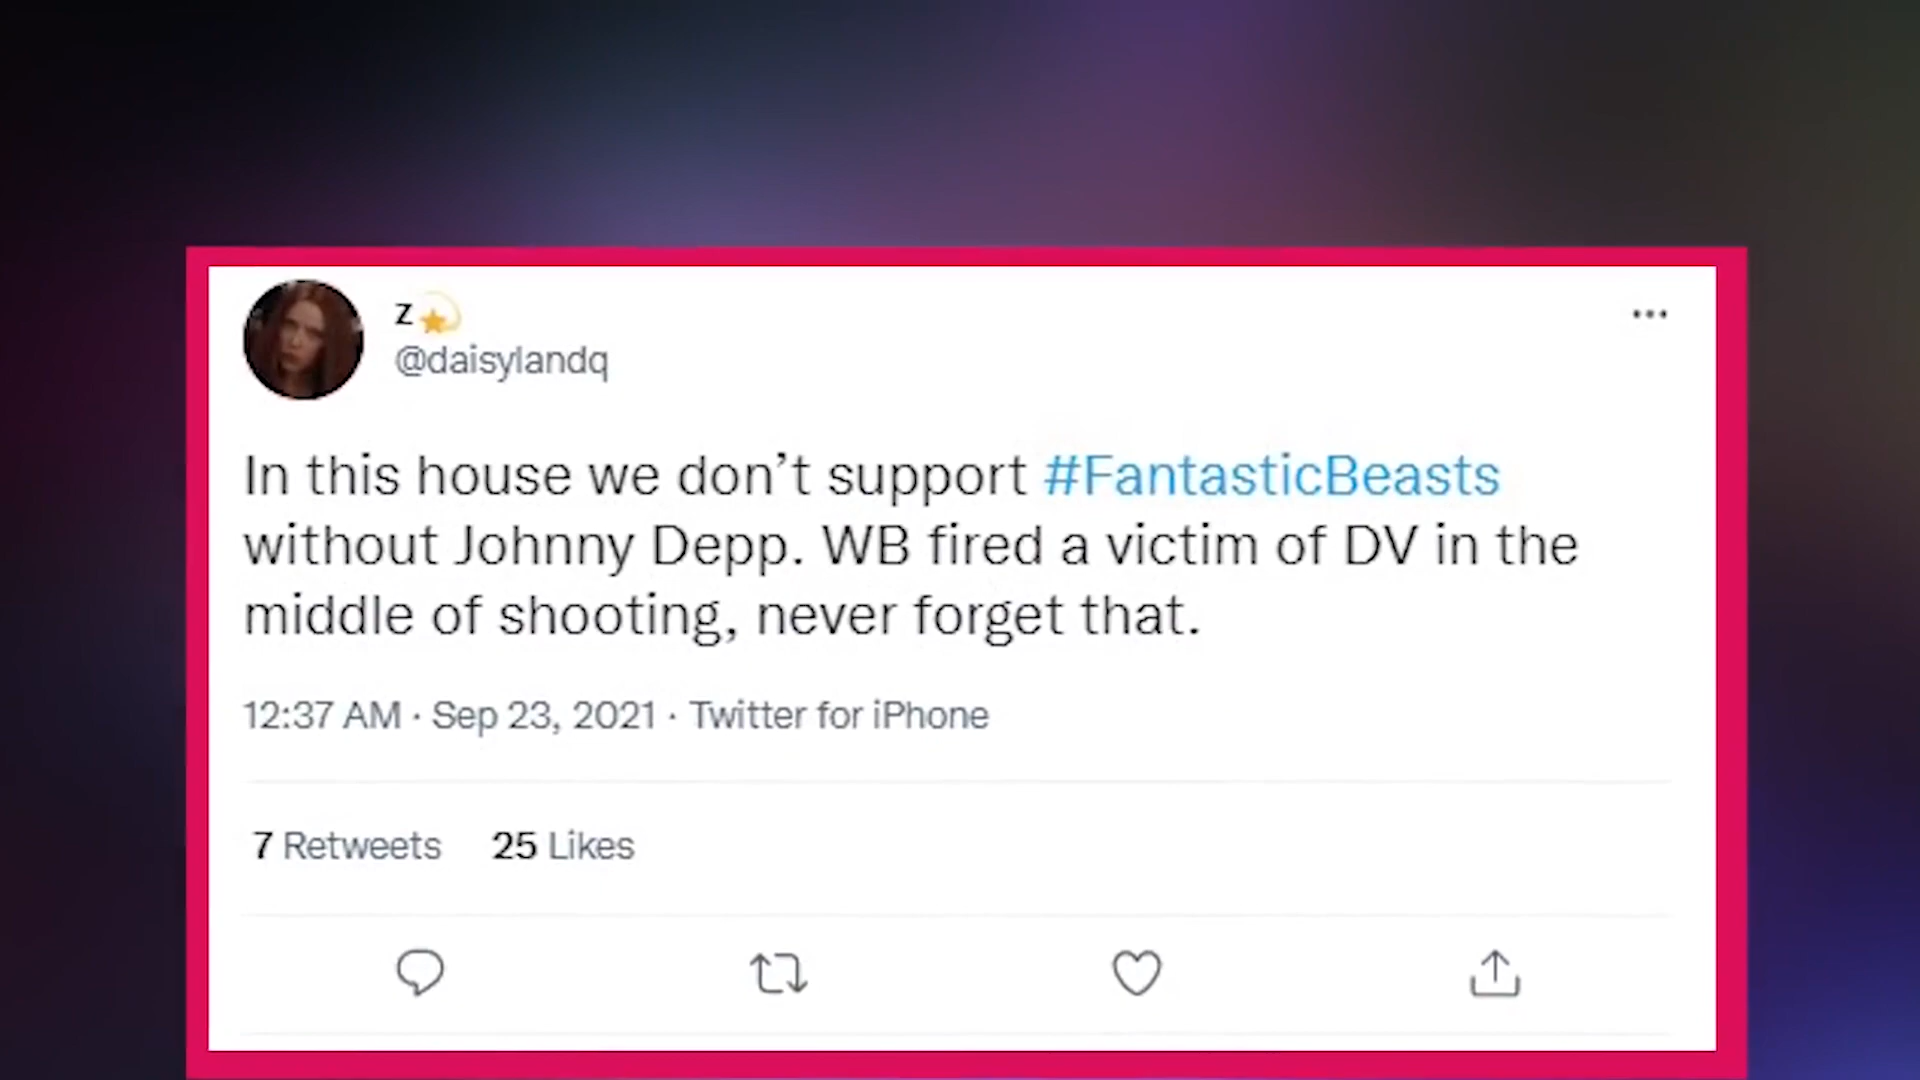 z💫
@daisylandq
In this house we don’t support #FantasticBeasts
without Johnny Depp. WB fired a victim of DV in the
middle of shooting, never forget that.
12:37 AM · Sep 23, 2021 · Twitter for iPhone
7 Retweets 25 Likes